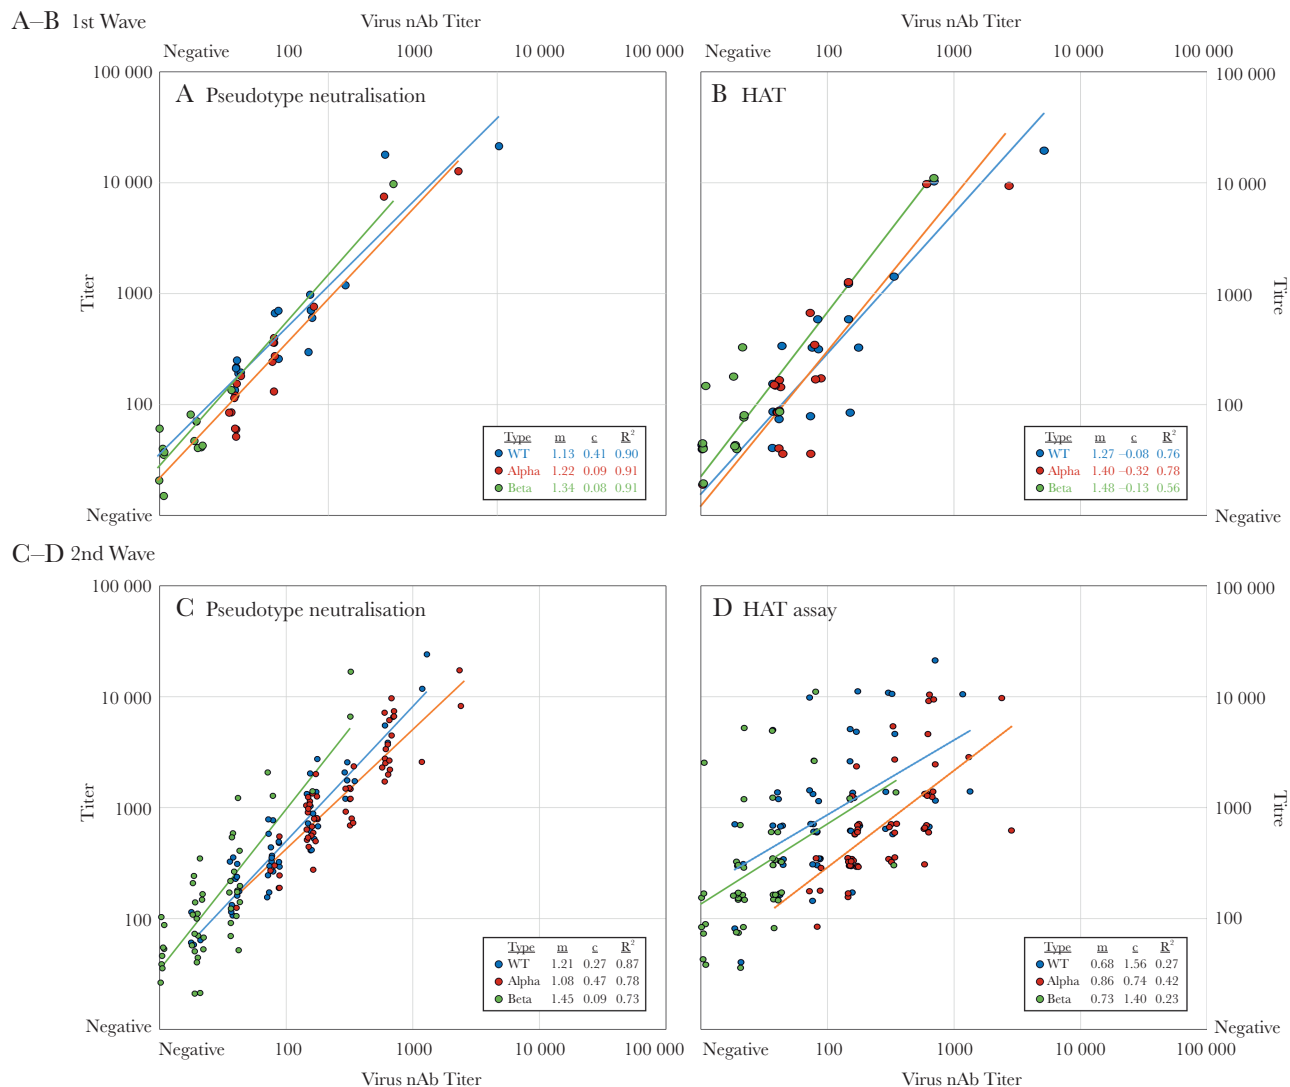 A–B 1st Wave
Virus nAb Titer
Virus nAb Titer
Negative 100 1000 10 000
Negative 100 1000 10 000 100 000
100 000
10 000
1000
100
Negative
Titer
A Pseudotype neutralisation
Type m c R²
WT 1.13 0.41 0.90
Alpha 1.22 0.09 0.91
Beta 1.34 0.08 0.91
B HAT
Type m c R²
WT 1.27 –0.08 0.76
Alpha 1.40 –0.32 0.78
Beta 1.48 –0.13 0.56
100 000
10 000
1000
100
Negative
Titre
C–D 2nd Wave
100 000
10 000
1000
100
Negative
Titer
C Pseudotype neutralisation
Type m c R²
WT 1.21 0.27 0.87
Alpha 1.08 0.47 0.78
Beta 1.45 0.09 0.73
D HAT assay
Type m c R²
WT 0.68 1.56 0.27
Alpha 0.86 0.74 0.42
Beta 0.73 1.40 0.23
100 000
10 000
1000
100
Negative
Titre
Negative 100 1000 10 000
Negative 100 1000 10 000 100 000
Virus nAb Titer
Virus nAb Titer